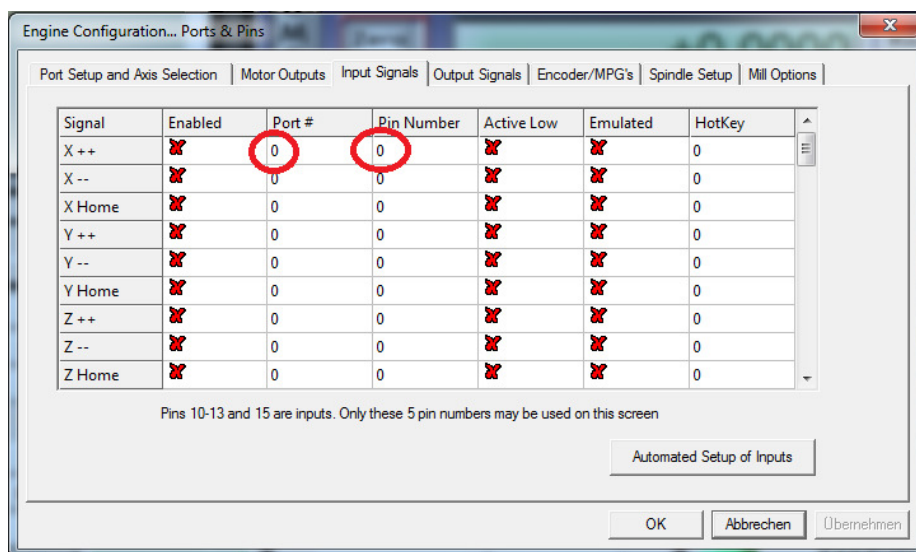 Engine Configuration... Ports & Pins
Port Setup and Axis Selection Motor Outputs Input Signals Output Signals Encoder/MPG's Spindle Setup Mill Options
Signal Enabled Port # Pin Number Active Low Emulated HotKey
X ++ 0 0 0
X -- 0 0 0
X Home 0 0 0
Y ++ 0 0 0
Y -- 0 0 0
Y Home 0 0 0
Z ++ 0 0 0
Z -- 0 0 0
Z Home 0 0 0
Pins 10-13 and 15 are inputs. Only these 5 pin numbers may be used on this screen
Automated Setup of Inputs
OK Abbrechen Übernehmen